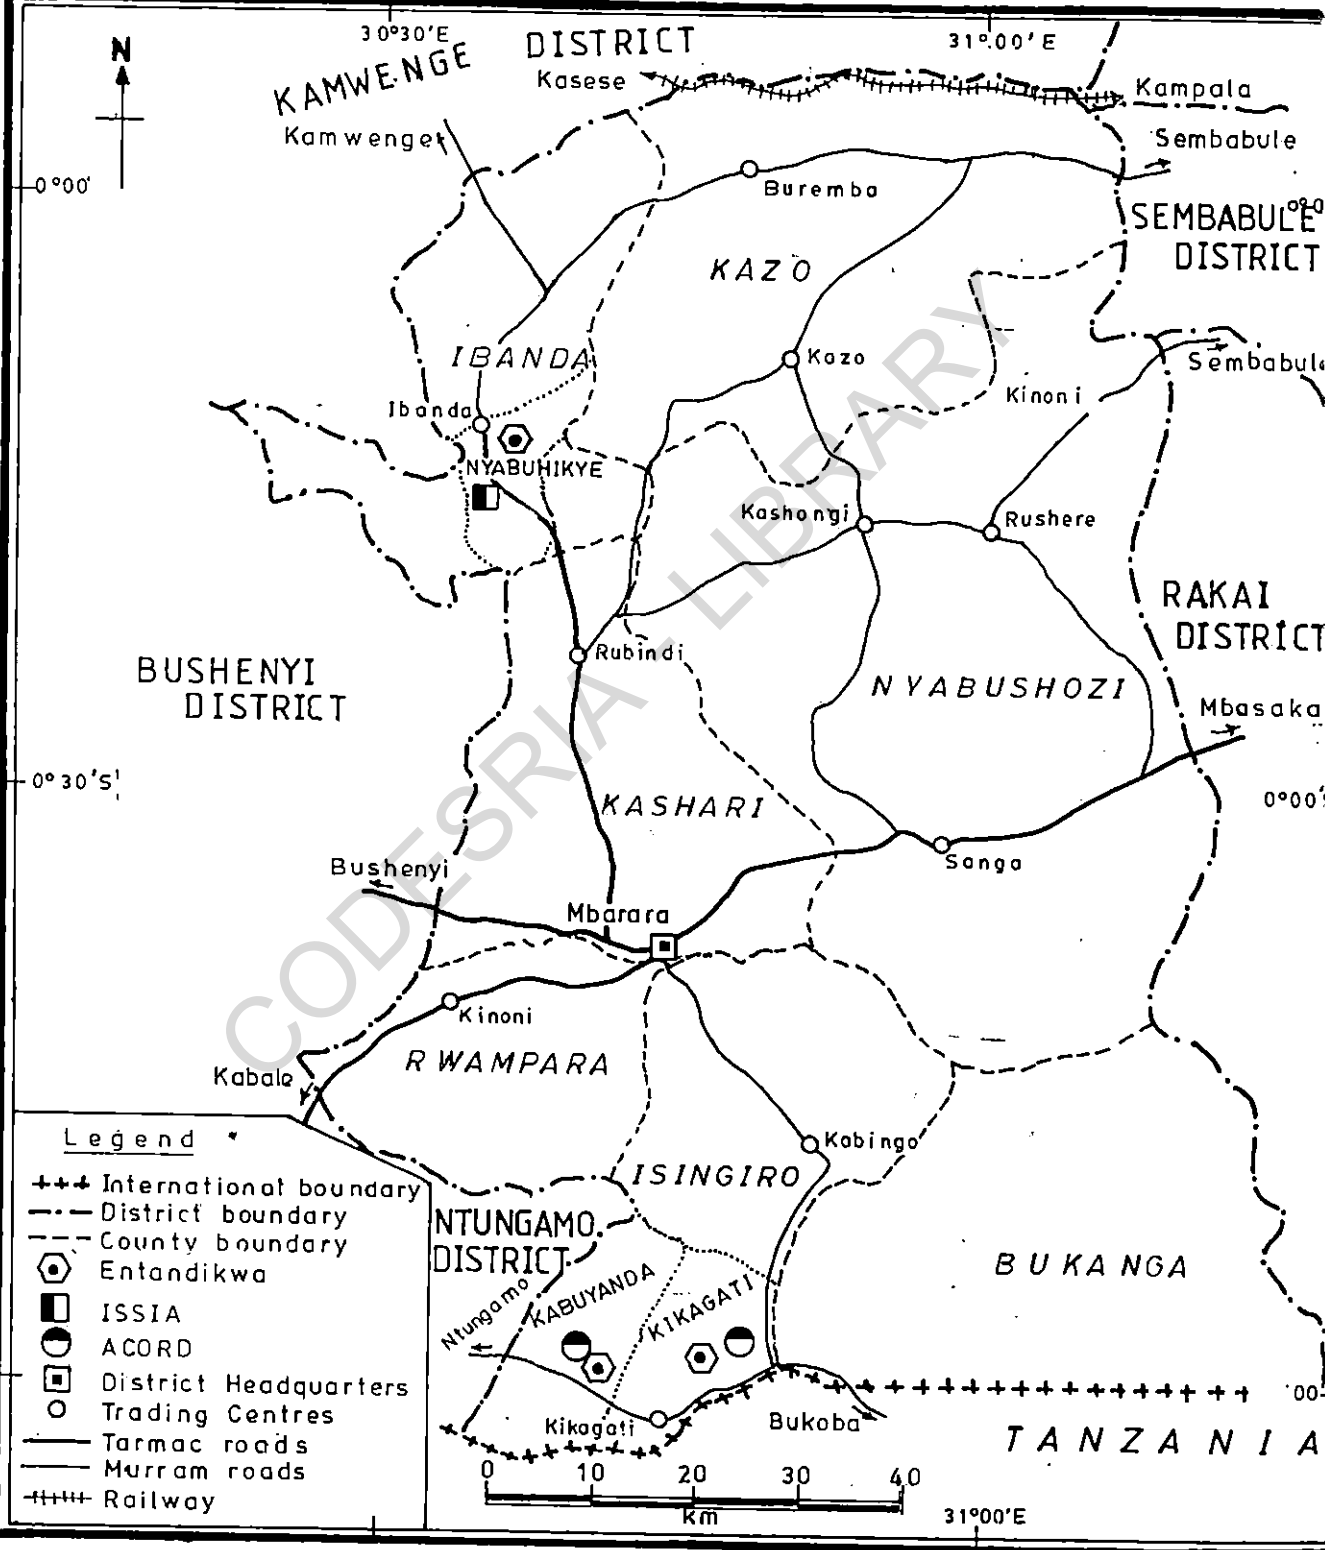 30°30'E
31°.00'E
N
DISTRICT
KAMWENGE
Kasese
Kampala
Kamwenge
Sembabule
0°00'
Buremba
SEMBABULE
DISTRICT
KAZO
IBANDA
Kazo
Sembabule
Kinoni
Ibanda
NYABUHIKYE
Kashongi
Rushere
RAKAI
DISTRICT
Rubindi
BUSHENYI
DISTRICT
NYABUSHOZI
Mbasaka
0°30'S
KASHARI
0°00'
Bushenyi
Sanga
Mbarara
Kinoni
RWAMPARA
Kabale
Kabingo
ISINGIRO
NTUNGAMO
DISTRICT
BUKANGA
KABUYANDA
KIKAGATI
Ntungamo
Kikagati
Bukoba
00
TANZANIA
0 10 20 30 40
Km
31°00'E
Legend
International boundary
District boundary
County boundary
Entandikwa
ISSIA
ACORD
District Headquarters
Trading Centres
Tarmac roads
Murram roads
Railway
CODESRIA - LIBRARY